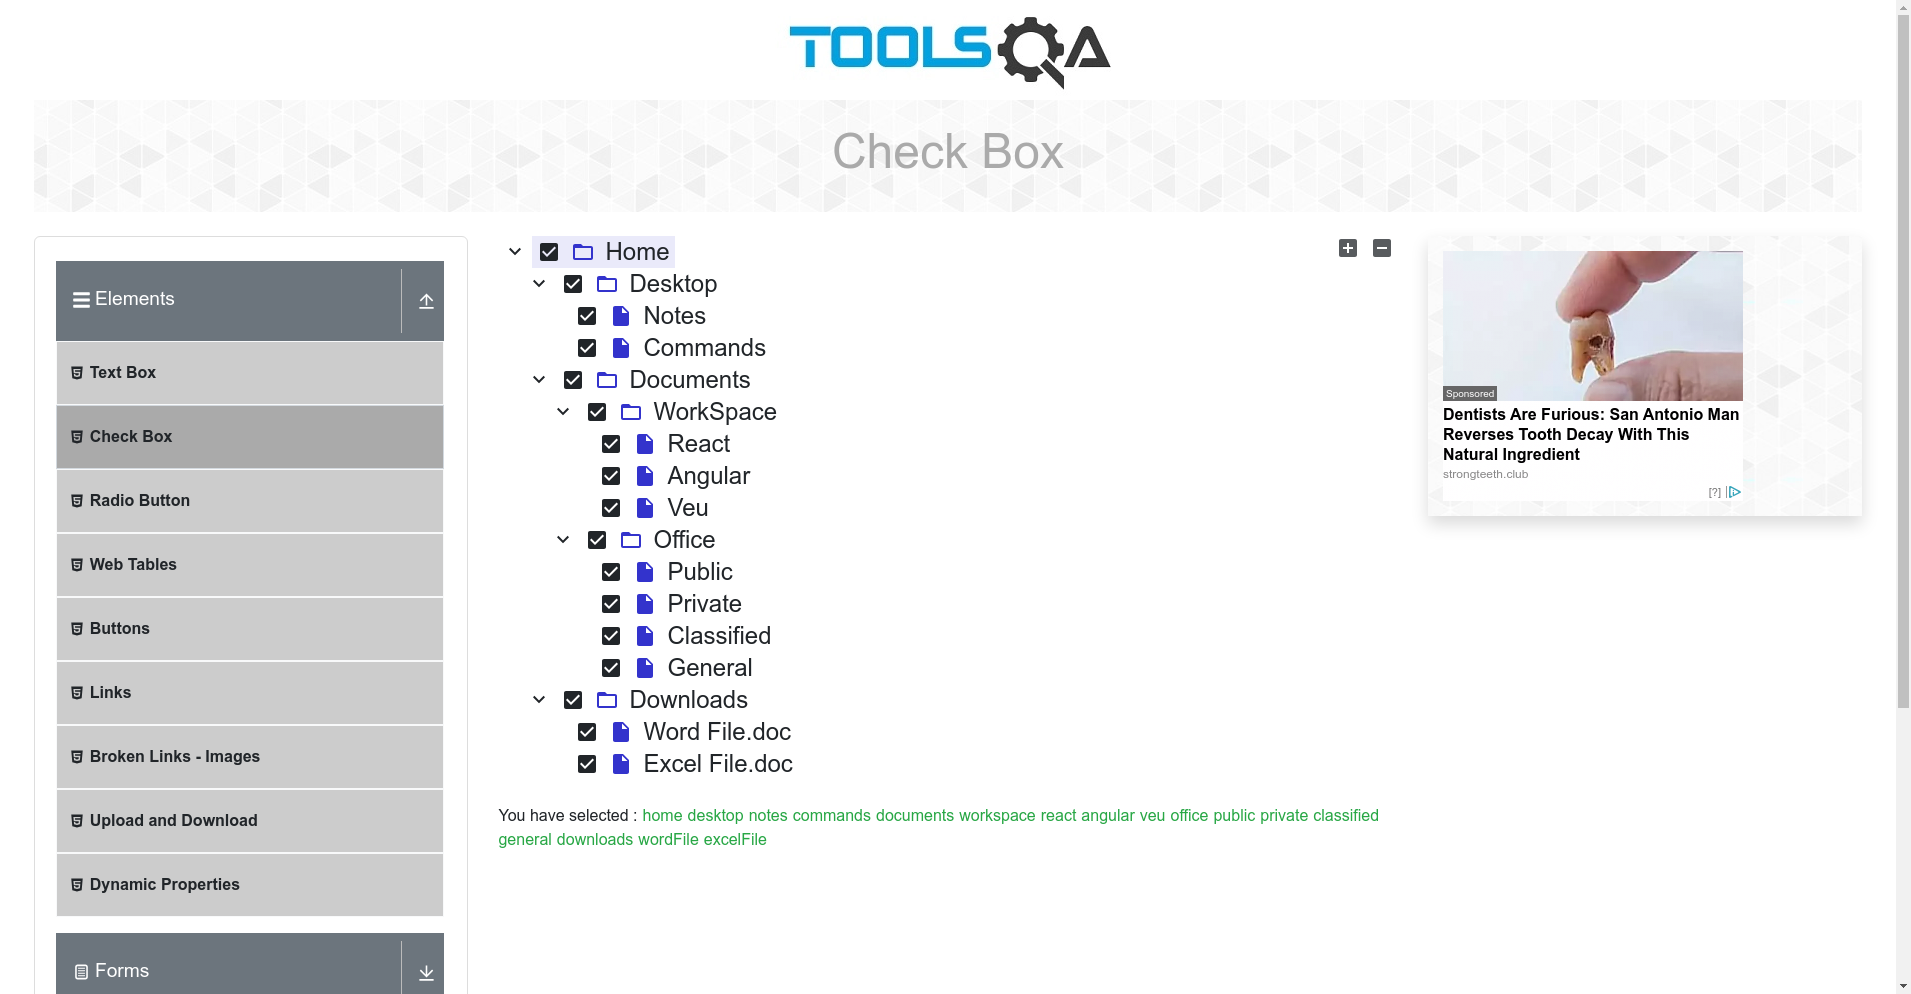 TOOLSQA
Check Box
Elements
Text Box
Check Box
Radio Button
Web Tables
Buttons
Links
Broken Links - Images
Upload and Download
Dynamic Properties
Forms
Home
Desktop
Notes
Commands
Documents
WorkSpace
React
Angular
Veu
Office
Public
Private
Classified
General
Downloads
Word File.doc
Excel File.doc
You have selected : home desktop notes commands documents workspace react angular veu office public private classified
general downloads wordFile excelFile
Sponsored
Dentists Are Furious: San Antonio Man
Reverses Tooth Decay With This
Natural Ingredient
strongteeth.club
[?]